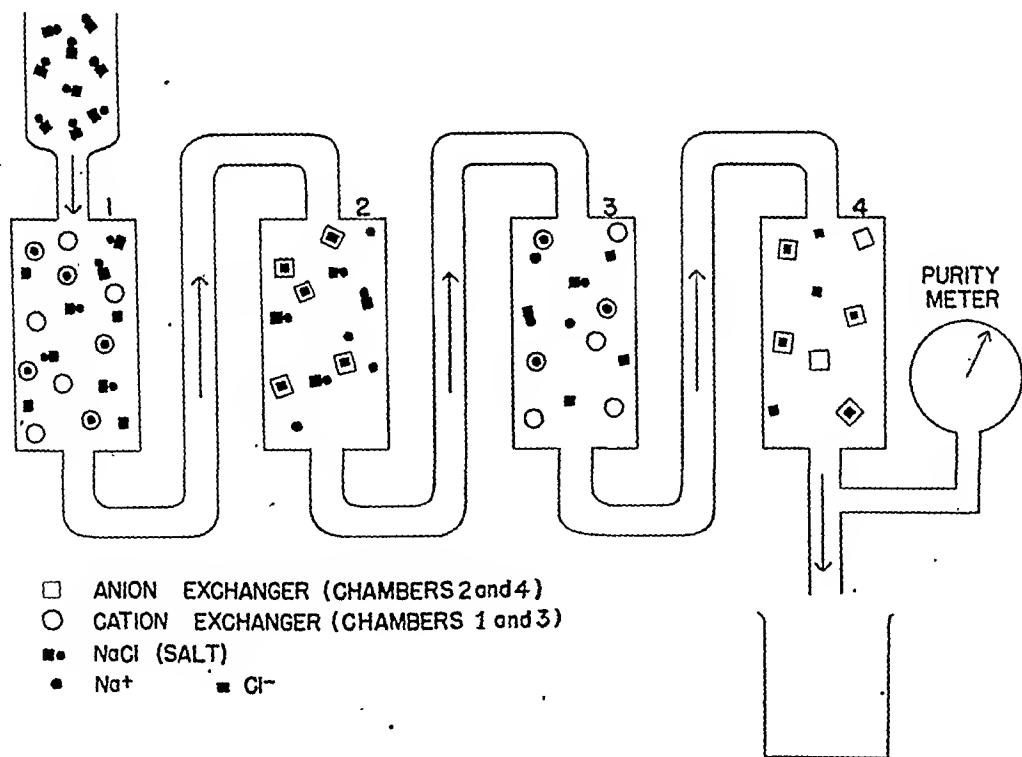 1
2
3
4
PURITY
METER
ANION EXCHANGER (CHAMBERS 2 and 4)
CATION EXCHANGER (CHAMBERS 1 and 3)
NaCl (SALT)
Na+ Cl−